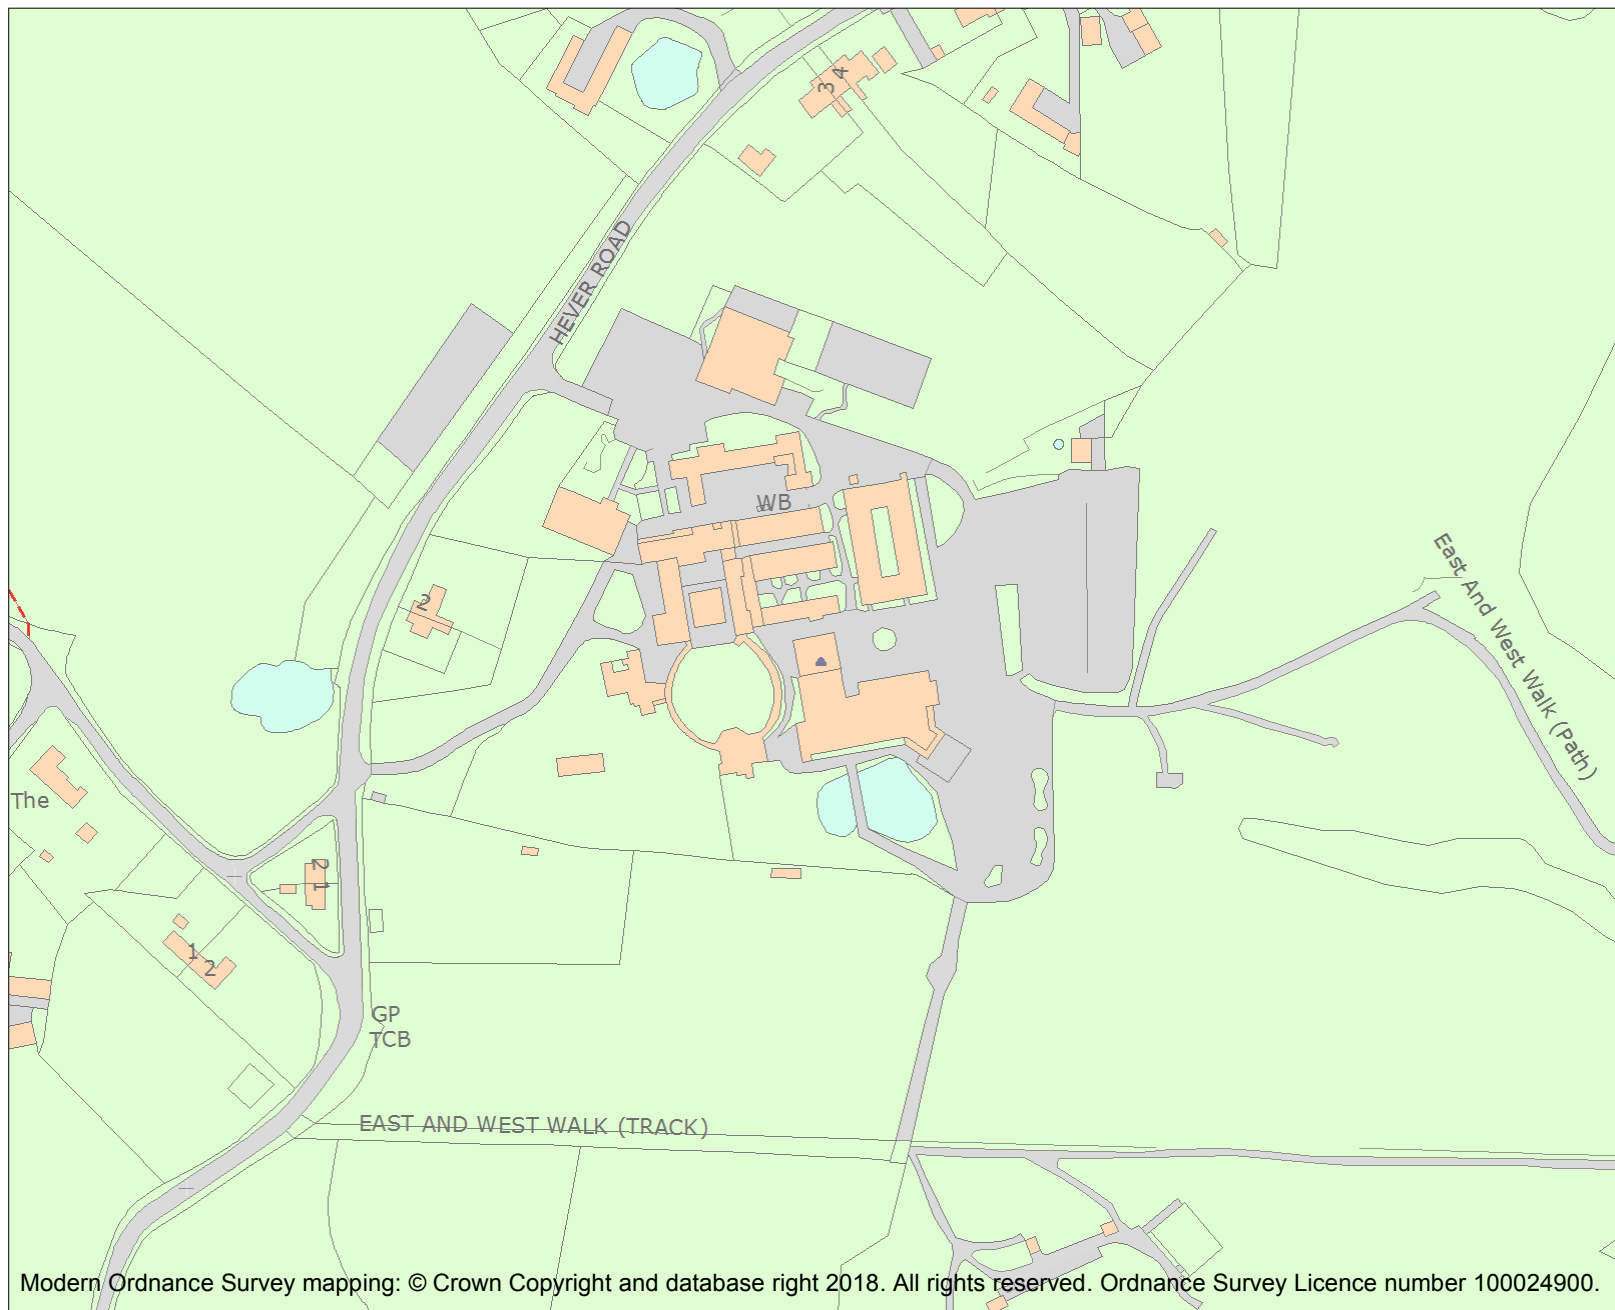 3 4
HEVER ROAD
WB
East And West Walk (Path)
2
The
2 1
1 2
GP
TCB
EAST AND WEST WALK (TRACK)
Modern Ordnance Survey mapping: © Crown Copyright and database right 2018. All rights reserved. Ordnance Survey Licence number 100024900.